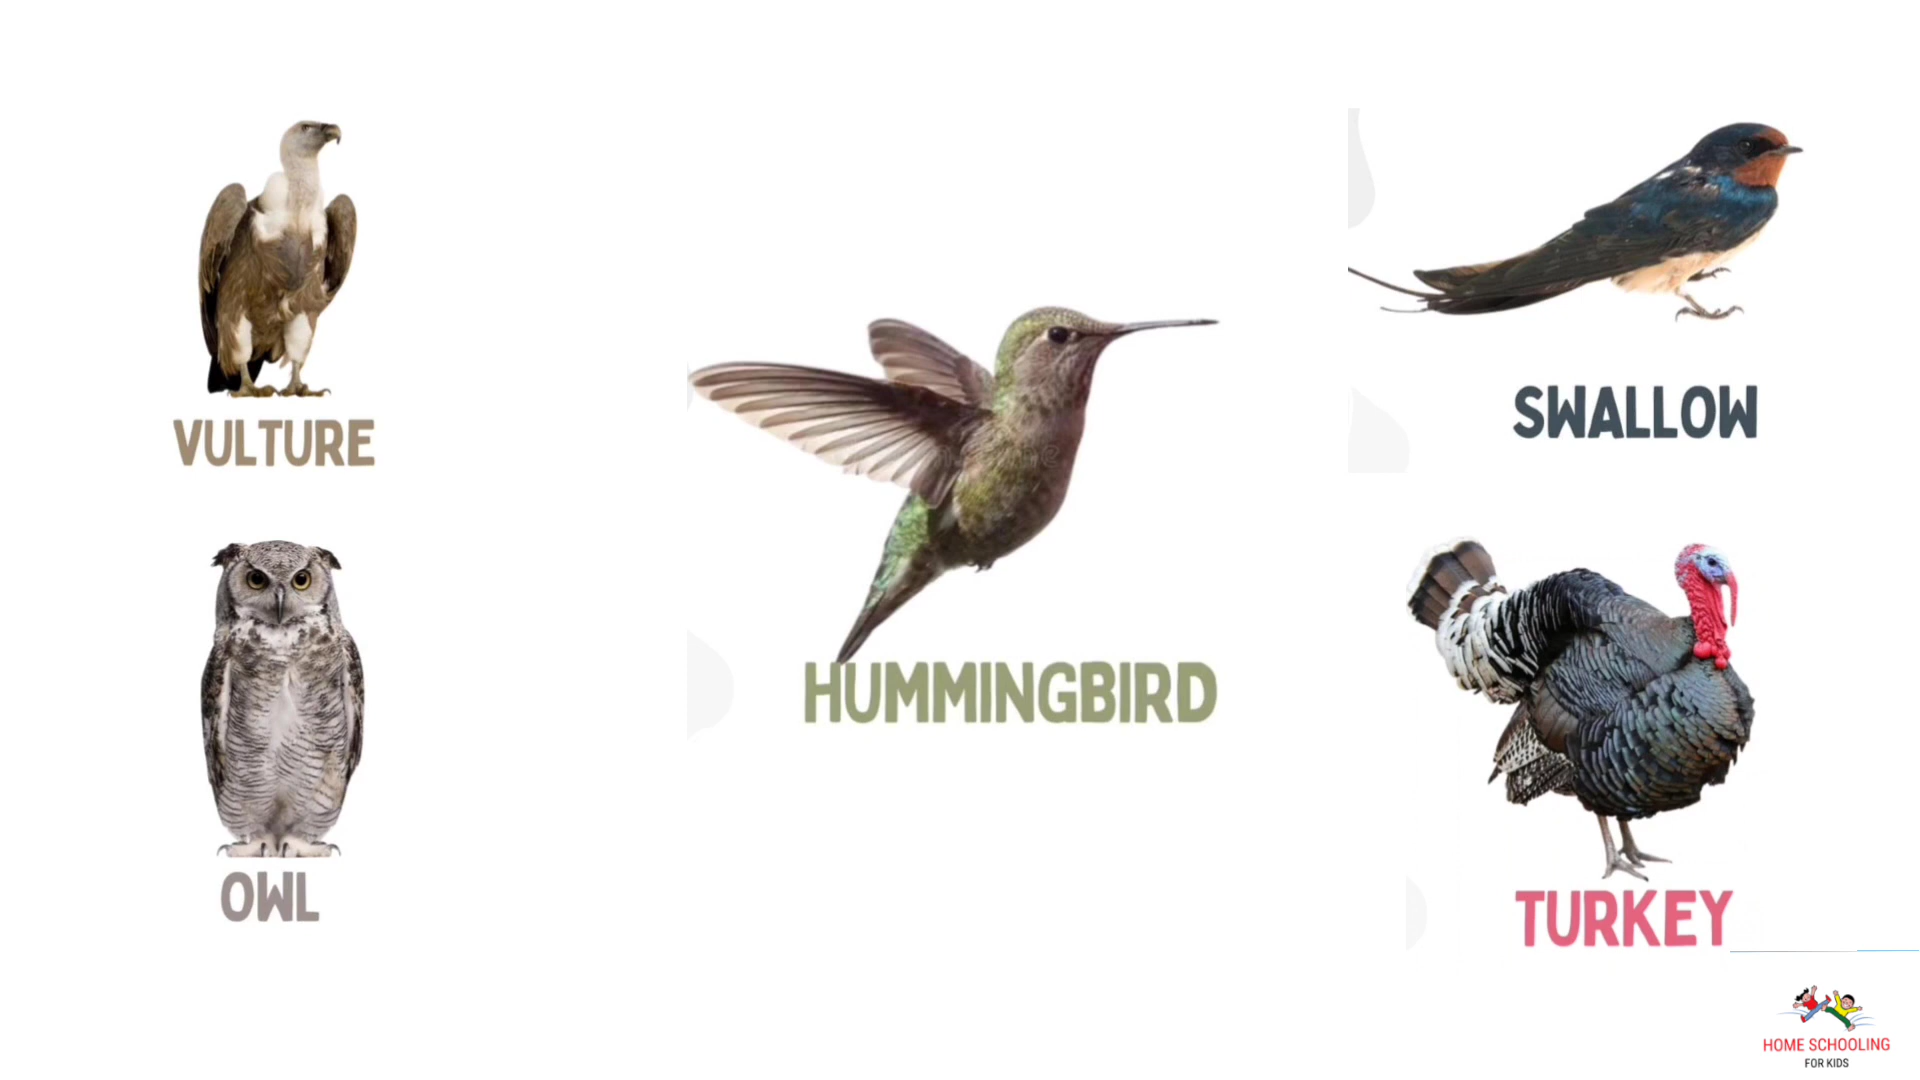 VULTURE
SWALLOW
HUMMINGBIRD
OWL
TURKEY
HOME SCHOOLING
FOR KIDS